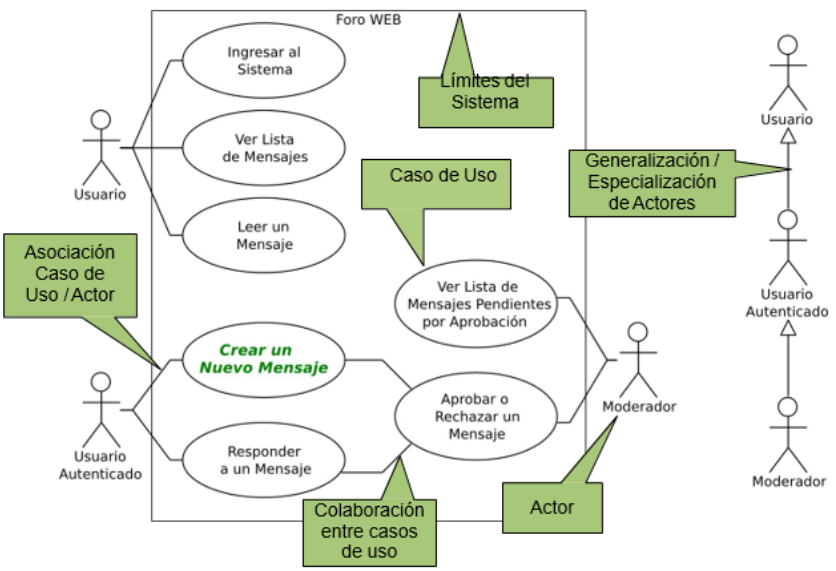 Foro WEB
Ingresar al
Sistema
Límites del
Sistema
Usuario
Ver Lista
de Mensajes
Usuario
Caso de Uso
Generalización /
Especialización
de Actores
Leer un
Mensaje
Asociación
Caso de
Uso / Actor
Ver Lista de
Mensajes Pendientes
por Aprobación
Usuario
Autenticado
Crear un
Nuevo Mensaje
Aprobar o
Rechazar un
Mensaje
Moderador
Usuario
Autenticado
Responder
a un Mensaje
Moderador
Colaboración
entre casos
de uso
Actor